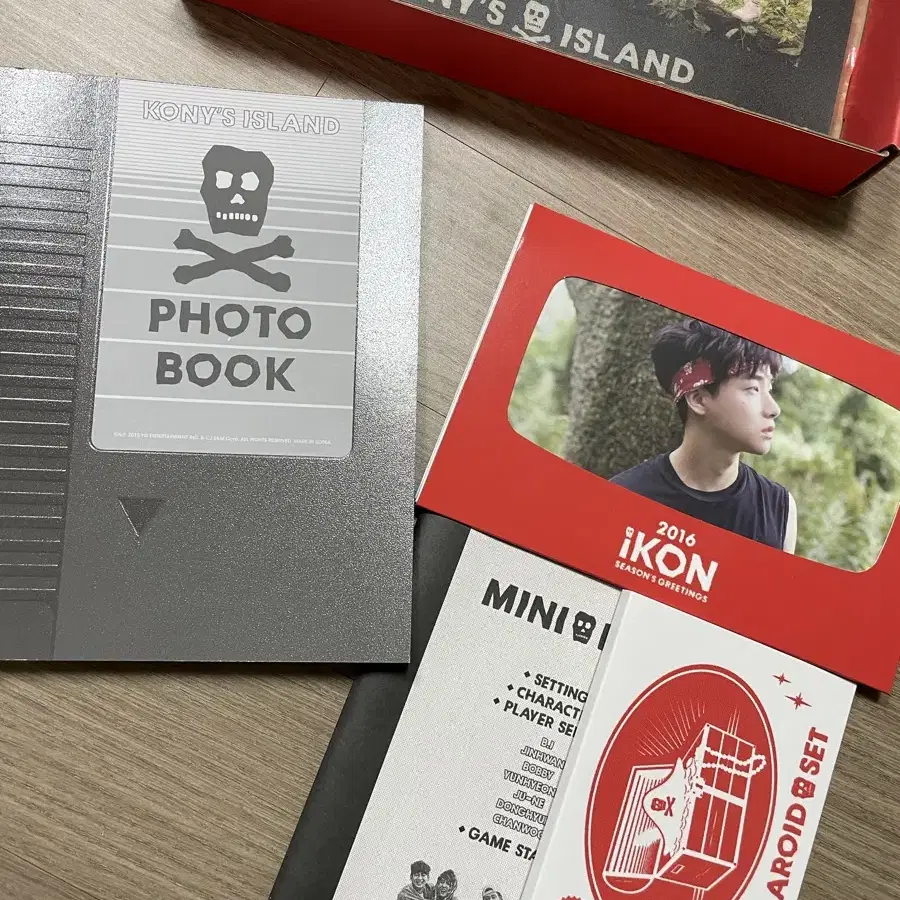 KONY'S ISLAND
KONY'S ISLAND
PHOTO
BOOK
2016
iKON
SEASON'S GREETINGS
MINI
SETTING
CHARACT
PLAYER SE
B.I
JINHWAN
BOBBY
YUNHYEON
JU-NE
DONGHYU
CHANWOO
GAME STA
AROID SET